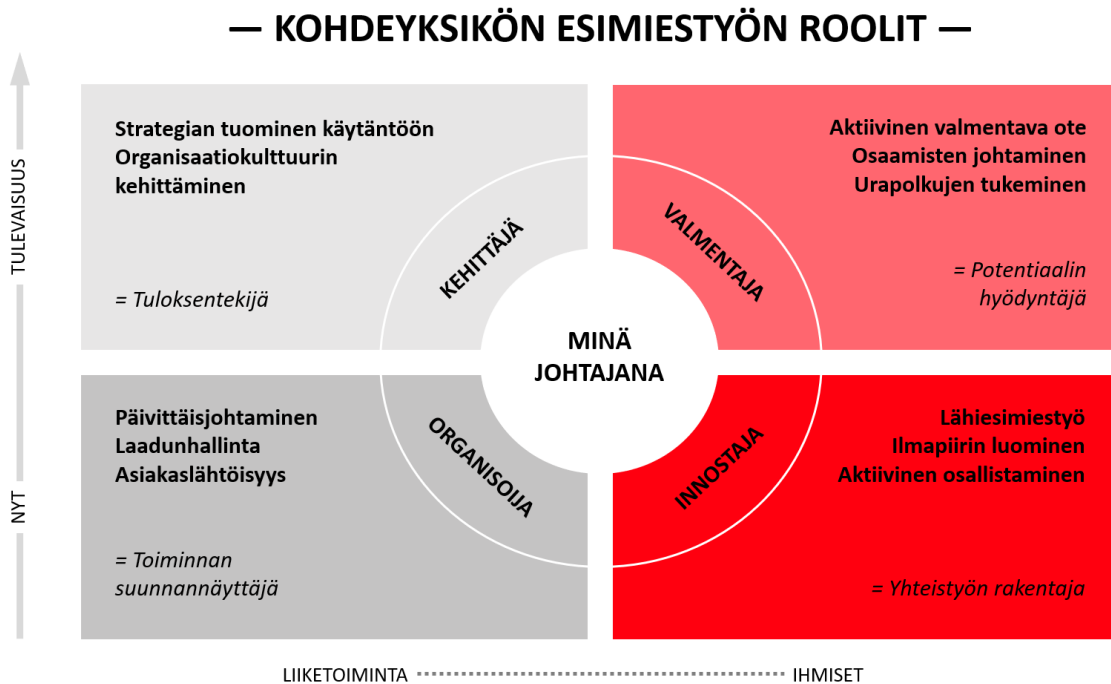 — KOHDEYKSIKÖN ESIMIESTYÖN ROOLIT —
TULEVAISUUS
NYT
Strategian tuominen käytäntöön
Organisaatiokulttuurin
kehittäminen
= Tuloksentekijä
KEHITTÄJÄ
Aktiivinen valmentava ote
Osaamisten johtaminen
Urapolkujen tukeminen
= Potentiaalin
hyödyntäjä
VALMENTAJA
MINÄ
JOHTAJANA
Päivittäisjohtaminen
Laadunhallinta
Asiakaslähtöisyys
= Toiminnan
suunnannäyttäjä
ORGANISOIJA
Lähiesimiestyö
Ilmapiirin luominen
Aktiivinen osallistaminen
= Yhteistyön rakentaja
INNOSTAJA
LIIKETOIMINTA
IHMISET